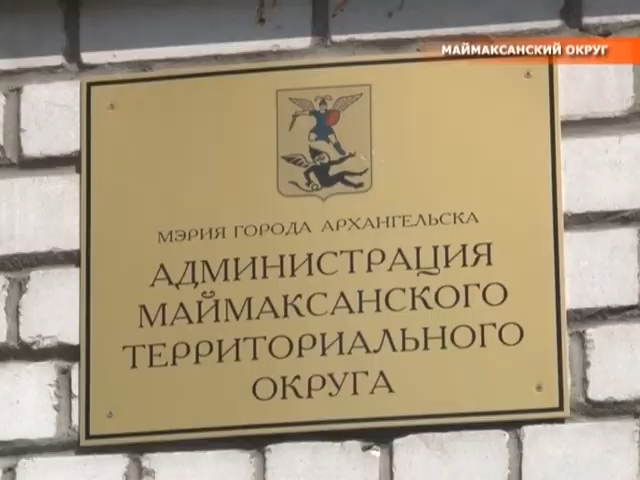 МАЙМАКСАНСКИЙ ОКРУГ
МЭРИЯ ГОРОДА АРХАНГЕЛЬСКА
АДМИНИСТРАЦИЯ
МАЙМАКСАНСКОГО
ТЕРРИТОРИАЛЬНОГО
ОКРУГА